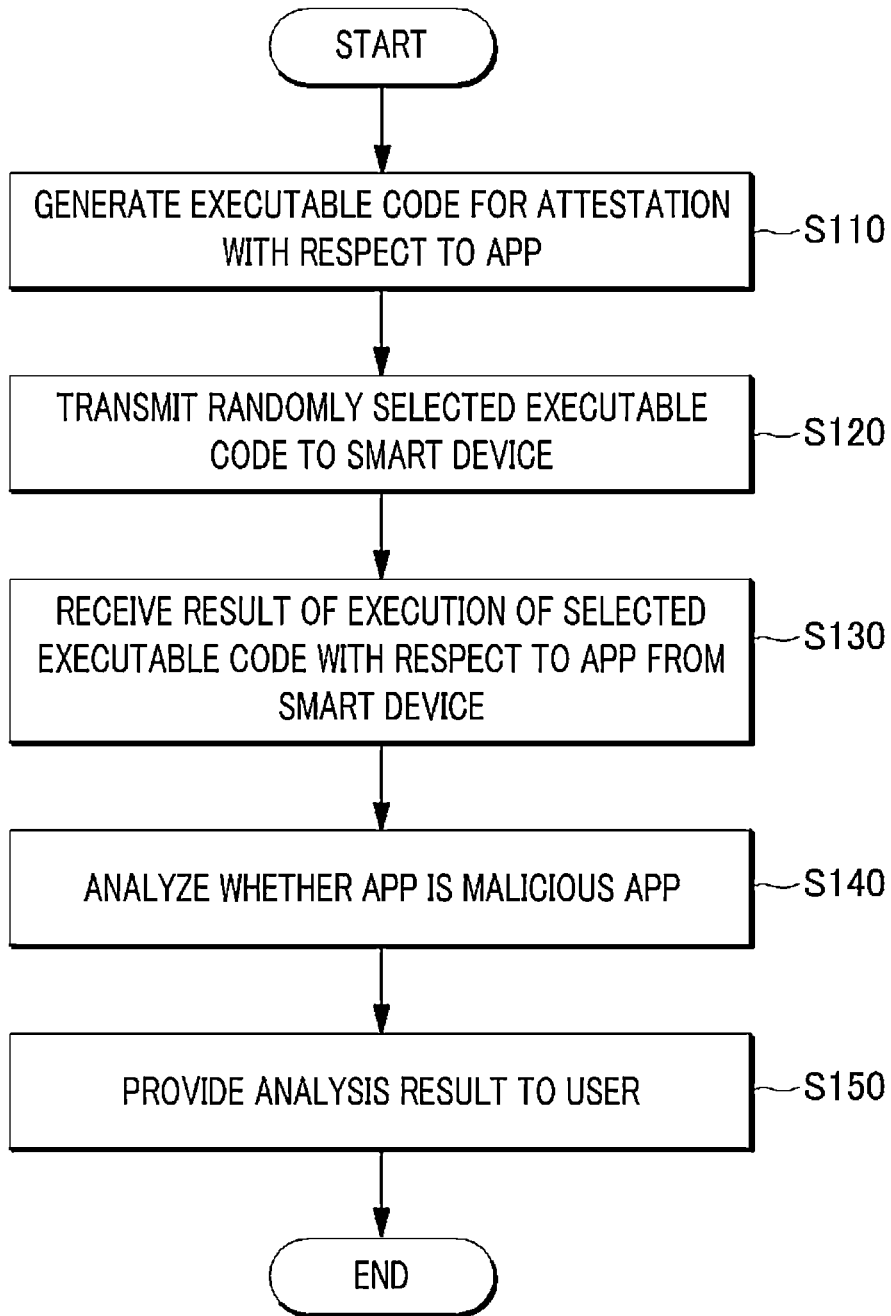 START
GENERATE EXECUTABLE CODE FOR ATTESTATION
WITH RESPECT TO APP
S110
TRANSMIT RANDOMLY SELECTED EXECUTABLE
CODE TO SMART DEVICE
S120
RECEIVE RESULT OF EXECUTION OF SELECTED
EXECUTABLE CODE WITH RESPECT TO APP FROM
SMART DEVICE
S130
ANALYZE WHETHER APP IS MALICIOUS APP
S140
PROVIDE ANALYSIS RESULT TO USER
S150
END